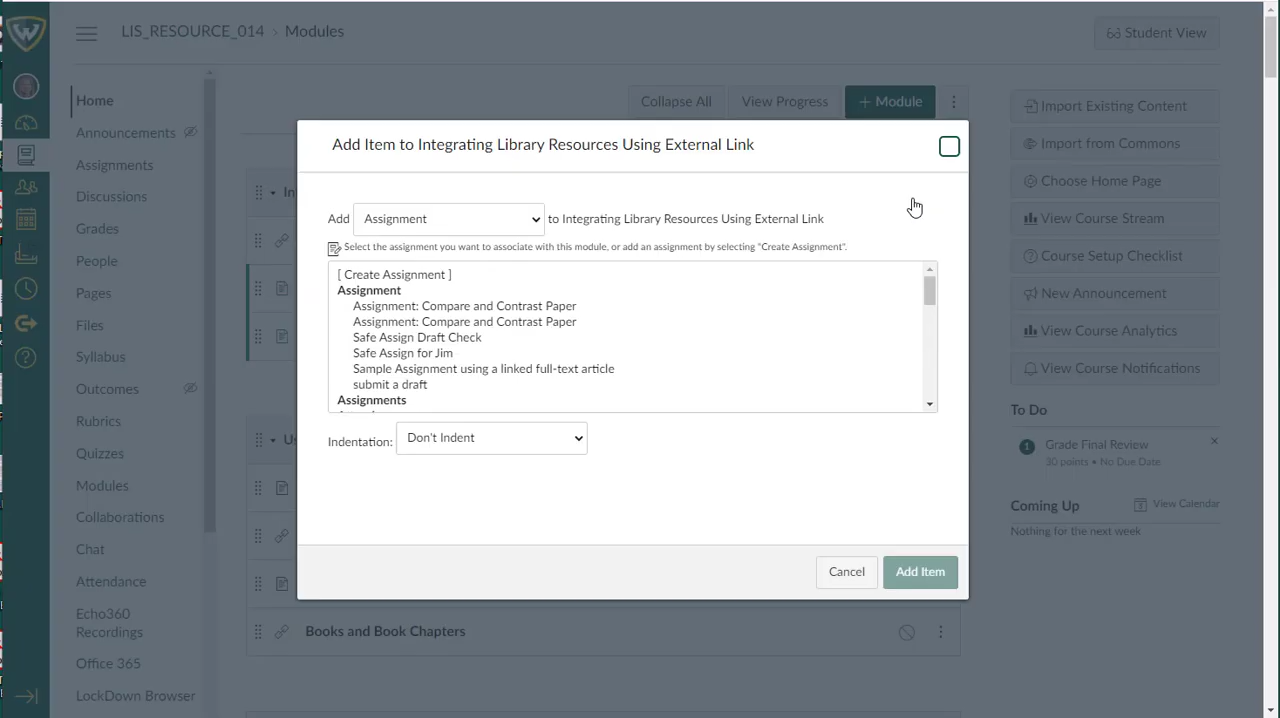 LIS_RESOURCE_014 > Modules
Student View
Home
Announcements
Assignments
Discussions
Grades
People
Pages
Files
Syllabus
Outcomes
Rubrics
Quizzes
Modules
Collaborations
Chat
Attendance
Echo360
Recordings
Office 365
LockDown Browser
Collapse All
View Progress
+ Module
In
Add Item to Integrating Library Resources Using External Link
Add Assignment to Integrating Library Resources Using External Link
Select the assignment you want to associate with this module, or add an assignment by selecting "Create Assignment".
[ Create Assignment ]
Assignment
Assignment: Compare and Contrast Paper
Assignment: Compare and Contrast Paper
Safe Assign Draft Check
Safe Assign for Jim
Sample Assignment using a linked full-text article
submit a draft
Assignments
Indentation: Don't Indent
Cancel
Add Item
Us
Books and Book Chapters
Import Existing Content
Import from Commons
Choose Home Page
View Course Stream
Course Setup Checklist
New Announcement
View Course Analytics
View Course Notifications
To Do
1 Grade Final Review
30 points • No Due Date
Coming Up
View Calendar
Nothing for the next week